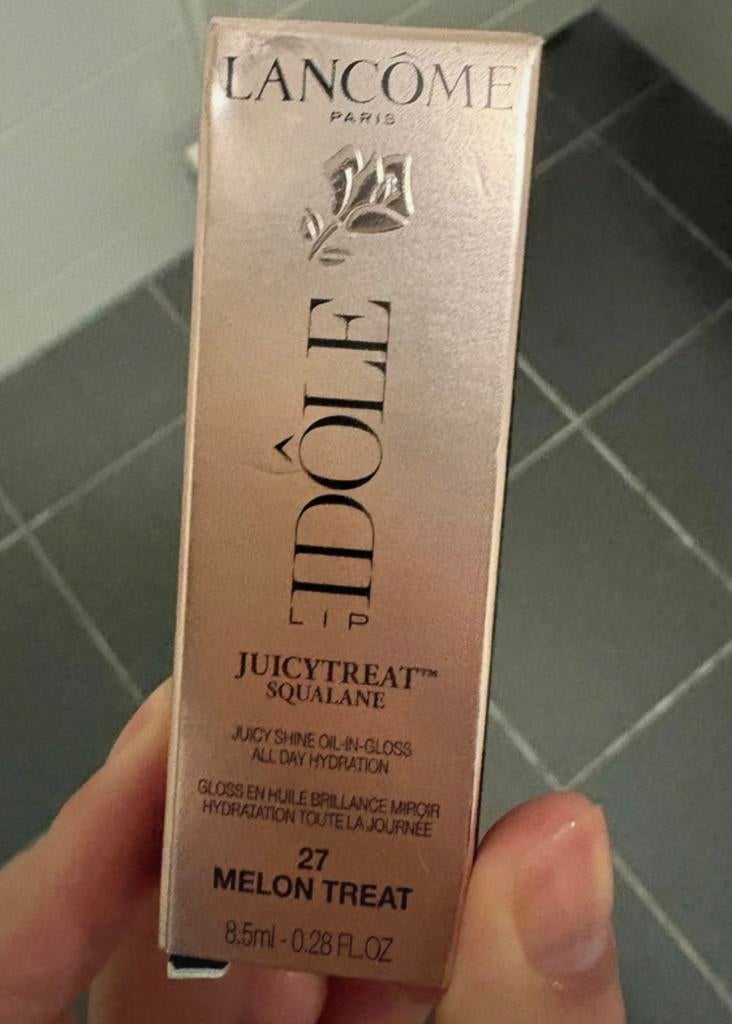 LANCÔME
PARIS
IDÔLE
LIP
JUICYTREAT™
SQUALANE
JUICY SHINE OIL-IN-GLOSS
ALL DAY HYDRATION
GLOSS EN HUILE BRILLANCE MIROIR
HYDRATATION TOUTE LA JOURNÉE
27
MELON TREAT
8.5ml - 0.28 FL.OZ